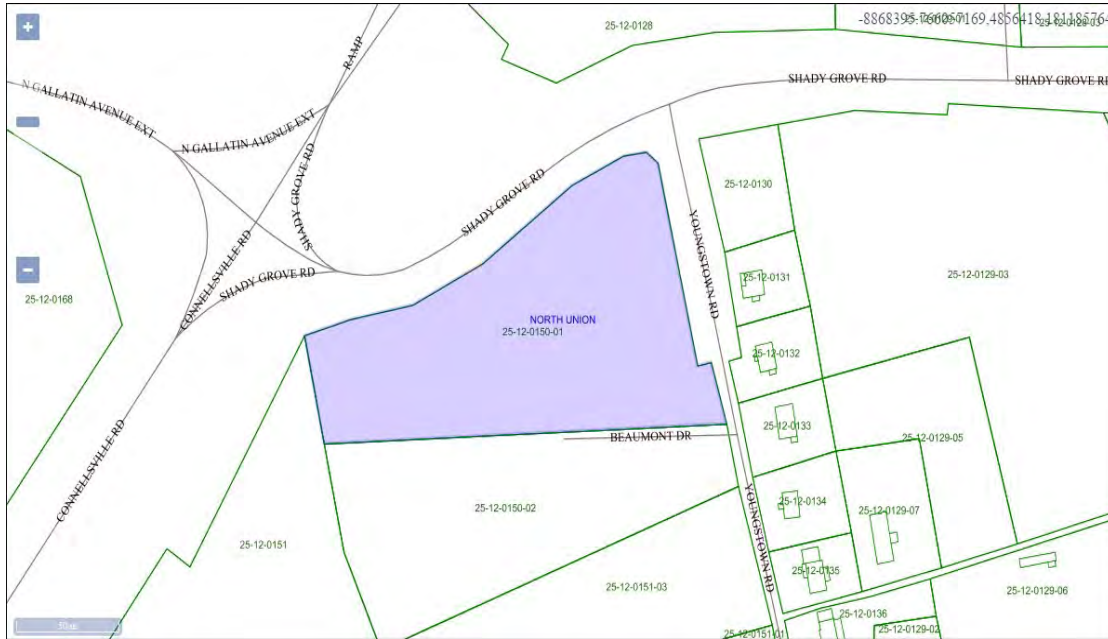 25-12-0128
SHADY GROVE RD
SHADY GROVE RD
RAMP
N GALLATIN AVENUE EXT
N GALLATIN AVENUE EXT
SHADY GROVE RD
SHADY GROVE RD
CONNELLSVILLE RD
SHADY GROVE RD
25-12-0130
25-12-0131
25-12-0129-03
YOUNGSTOWN RD
25-12-0168
NORTH UNION
25-12-0150-01
25-12-0132
25-12-0133
BEAUMONT DR
25-12-0129-05
CONNELLSVILLE RD
25-12-0150-02
25-12-0134
25-12-0129-07
YOUNGSTOWN RD
25-12-0151
25-12-0135
25-12-0151-03
25-12-0129-06
25-12-0136
25-12-0151-01
25-12-0129-02